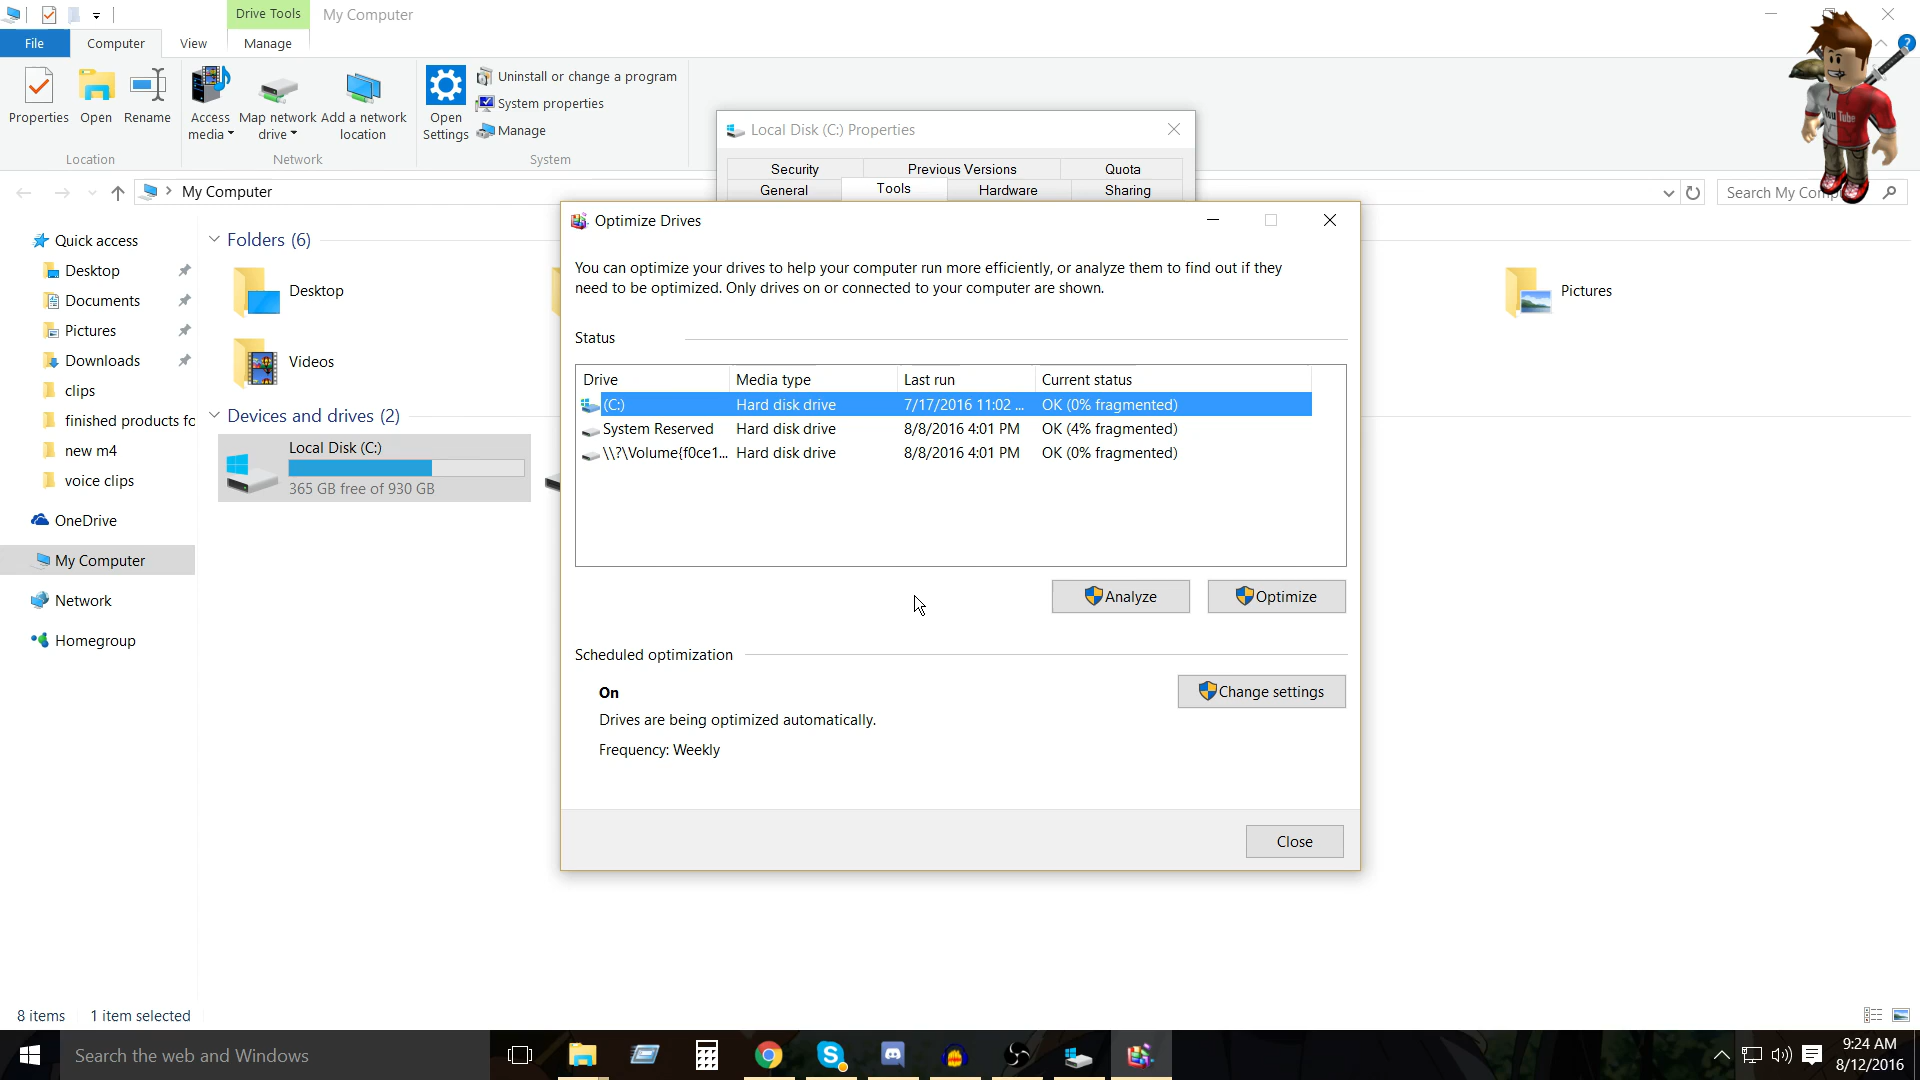 Drive Tools
My Computer
File
Computer
View
Manage
Properties
Open
Rename
Access
media
Map network
drive
Add a network
location
Open
Settings
Uninstall or change a program
System properties
Manage
Location
Network
System
My Computer
Search My Comp
Local Disk (C:) Properties
Security
Previous Versions
Quota
General
Tools
Hardware
Sharing
You Tube
Quick access
Desktop
Documents
Pictures
Downloads
clips
finished products fo
new m4
voice clips
OneDrive
My Computer
Network
Homegroup
Folders (6)
Desktop
Pictures
Videos
Devices and drives (2)
Local Disk (C:)
365 GB free of 930 GB
Optimize Drives
You can optimize your drives to help your computer run more efficiently, or analyze them to find out if they
need to be optimized. Only drives on or connected to your computer are shown.
Status
Drive Media type Last run Current status
(C:) Hard disk drive 7/17/2016 11:02 ... OK (0% fragmented)
System Reserved Hard disk drive 8/8/2016 4:01 PM OK (4% fragmented)
\\?\Volume{f0ce1... Hard disk drive 8/8/2016 4:01 PM OK (0% fragmented)
Analyze
Optimize
Scheduled optimization
On
Change settings
Drives are being optimized automatically.
Frequency: Weekly
Close
8 items 1 item selected
Search the web and Windows
9:24 AM
8/12/2016